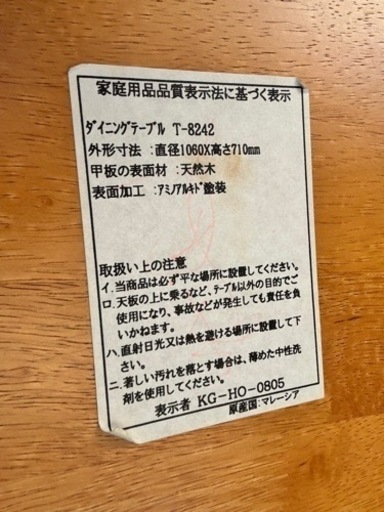 家庭用品品質表示法に基づく表示
ダイニングテーブル T-8242
外形寸法 :直径1060X高さ710mm
甲板の表面材 :天然木
表面加工 :アミノアルキド塗装
取扱い上の注意
イ.当商品は必ず平な場所に設置してください。
ロ.天板の上に乗るなど、テーブル以外の目的でご
使用になり、事故などが発生しても責任を負
いかねます。
ハ.直射日光又は熱を避ける場所に設置して下
さい。
ニ.著しい汚れを落とす場合は、薄めた中性洗
剤を使用してください。
表示者 KG-HO-0805
原産国:マレーシア